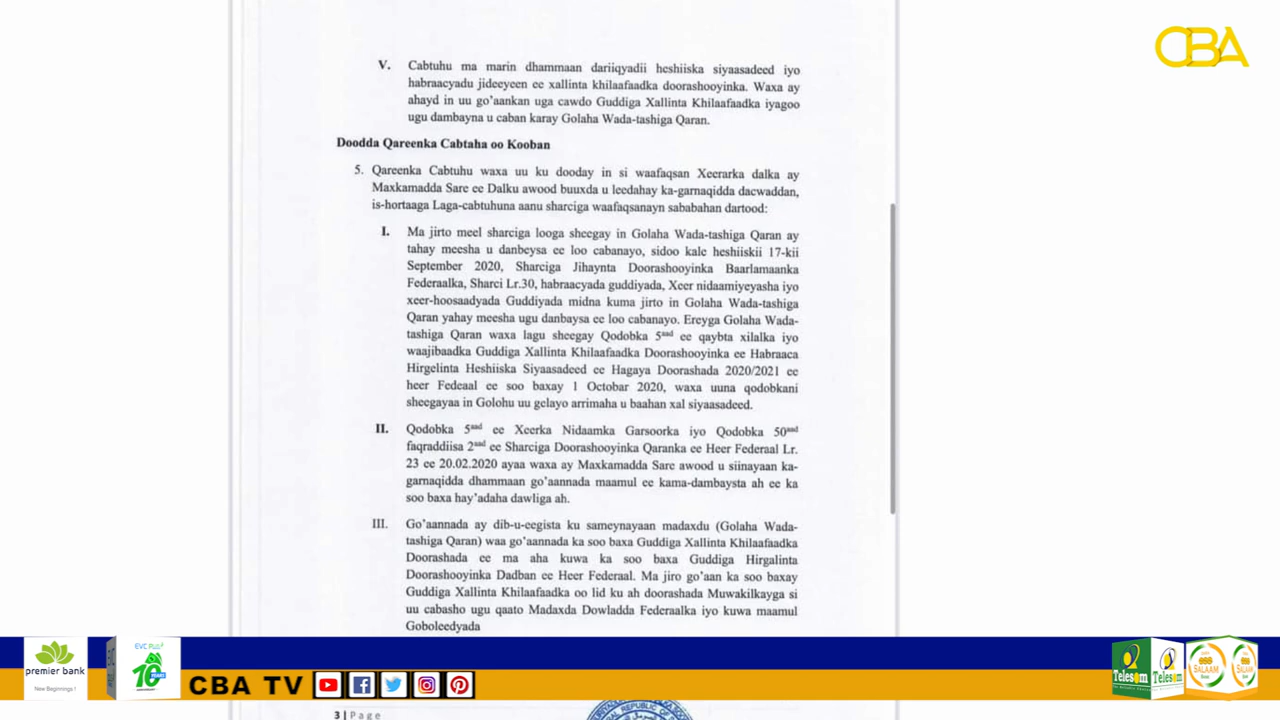 CBA
V. Cabtuhu ma marin dhammaan dariiqyadii heshiiska siyaasadeed iyo
habraacyadu jideeyeen ee xallinta khilaafaadka doorashooyinka. Waxa ay
ahayd in uu go'aankan uga cawdo Guddiga Xallinta Khilaafaadka iyagoo
ugu dambayna u caban karay Golaha Wada-tashiga Qaran.
Doodda Qareenka Cabtaha oo Kooban
5. Qareenka Cabtuhu waxa uu ku dooday in si waafaqsan Xeerarka dalka ay
Maxkamadda Sare ee Dalku awood buuxda u leedahay ka-garnaqidda dacwaddan,
is-hortaaga Laga-cabtuhuna aanu sharciga waafaqsanayn sababahan dartood:
I. Ma jirto meel sharciga looga sheegay in Golaha Wada-tashiga Qaran ay
tahay meesha u danbeysa ee loo cabanayo, sidoo kale heshiiskii 17-kii
September 2020, Sharciga Jihaynta Doorashooyinka Baarlamaanka
Federaalka, Sharci Lr.30, habraacyada guddiyada, Xeer nidaamiyeyasha iyo
xeer-hoosaadyada Guddiyada midna kuma jirto in Golaha Wada-tashiga
Qaran yahay meesha ugu danbaysa ee loo cabanayo. Ereyga Golaha Wada-
tashiga Qaran waxa lagu sheegay Qodobka 5aad ee qaybta xilalka iyo
waajibaadka Guddiga Xallinta Khilaafaadka Doorashooyinka ee Habraaca
Hirgelinta Heshiiska Siyaasadeed ee Hagaya Doorashada 2020/2021 ee
heer Fedeaal ee soo baxay 1 Octobar 2020, waxa uuna qodobkani
sheegayaa in Golohu uu gelayo arrimaha u baahan xal siyaasadeed.
II. Qodobka 5aad ee Xeerka Nidaamka Garsoorka iyo Qodobka 50aad
faqraddiisa 2aad ee Sharciga Doorashooyinka Qaranka ee Heer Federaal Lr.
23 ee 20.02.2020 ayaa waxa ay Maxkamadda Sare awood u siinayaan ka-
garnaqidda dhammaan go'aannada maamul ee kama-dambaysta ah ee ka
soo baxa hay'adaha dawliga ah.
III. Go'aannada ay dib-u-eegista ku sameynayaan madaxdu (Golaha Wada-
tashiga Qaran) waa go'aannada ka soo baxa Guddiga Xallinta Khilaafaadka
Doorashada ee ma aha kuwa ka soo baxa Guddiga Hirgalinta
Doorashooyinka Dadban ee Heer Federaal. Ma jiro go'aan ka soo baxay
Guddiga Xallinta Khilaafaadka oo lid ku ah doorashada Muwakilkayga si
uu cabasho ugu qaato Madaxda Dowladda Federaalka iyo kuwa maamul
Goboleedyada
premier bank
New Beginnings!
EVC PLUS
10 YEARS
CBA TV
Telesom
Telesom
SALAAM
SALAAM
3 | Page